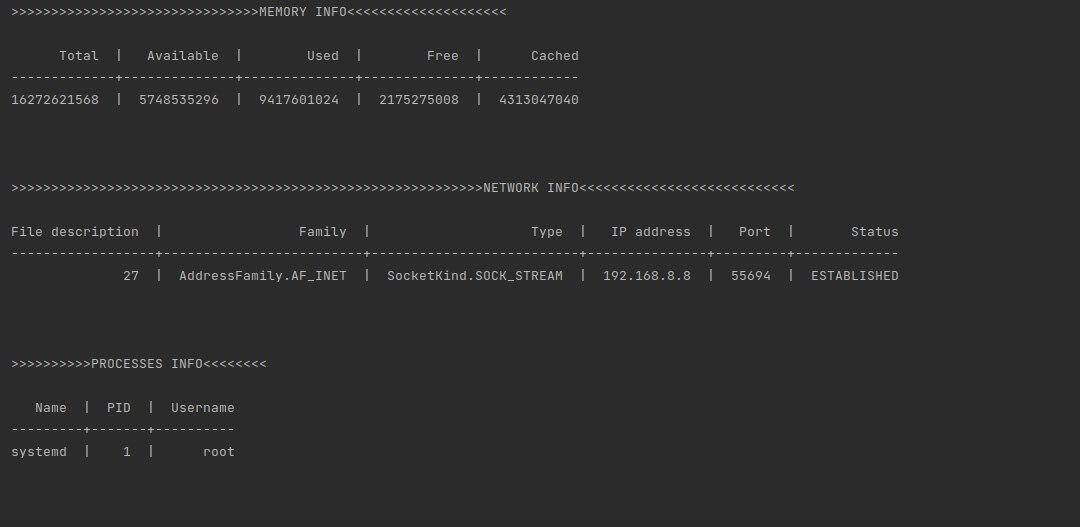 >>>>>>>>>>>>>>>>>>>>>>>>>>>>>>>MEMORY INFO<<<<<<<<<<<<<<<<<<<<
      Total  |   Available  |        Used  |        Free  |      Cached
-------------+--------------+--------------+--------------+------------
16272621568  |  5748535296  |  9417601024  |  2175275008  |  4313047040
>>>>>>>>>>>>>>>>>>>>>>>>>>>>>>>>>>>>>>>>>>>>>>>>>>>>>>>>>>>NETWORK INFO<<<<<<<<<<<<<<<<<<<<<<<<<<<
File description  |                 Family  |                    Type  |   IP address  |   Port  |       Status
------------------+-------------------------+--------------------------+---------------+---------+-------------
              27  |  AddressFamily.AF_INET  |  SocketKind.SOCK_STREAM  |  192.168.8.8  |  55694  |  ESTABLISHED
>>>>>>>>>>PROCESSES INFO<<<<<<<<
   Name  |  PID  |  Username
---------+-------+----------
systemd  |    1  |      root